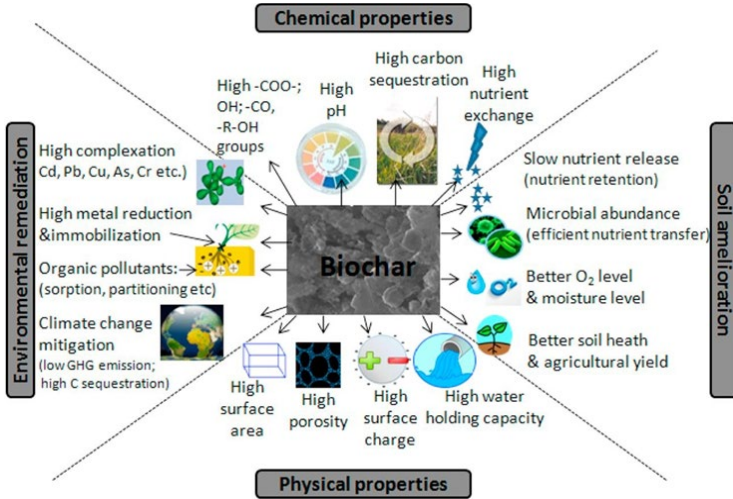 Chemical properties
High -COO-;
OH; -CO,
-R-OH
groups
High
pH
High carbon
sequestration
High
nutrient
exchange
Environmental remediation
High complexation
Cd, Pb, Cu, As, Cr etc.)
High metal reduction
&immobilization
Organic pollutants:
(sorption, partitioning etc)
Climate change
mitigation
(low GHG emission;
high C sequestration)
Biochar
Slow nutrient release
(nutrient retention)
Microbial abundance
(efficient nutrient transfer)
Better O₂ level
& moisture level
Better soil heath
& agricultural yield
Soil amelioration
High
surface
area
High
porosity
High
surface
charge
High water
holding capacity
Physical properties